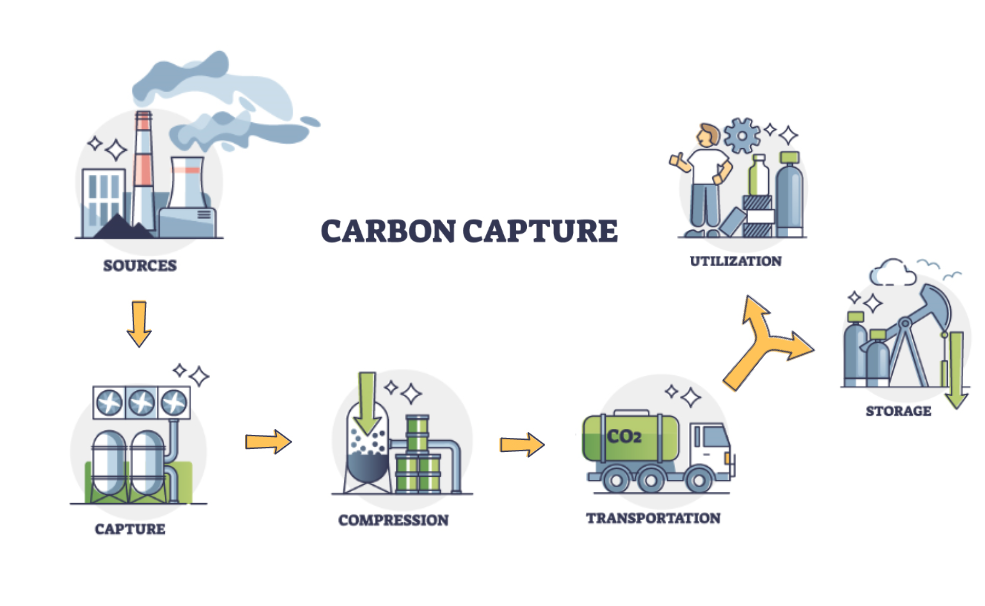 CARBON CAPTURE
SOURCES
CAPTURE
COMPRESSION
CO2
TRANSPORTATION
UTILIZATION
STORAGE